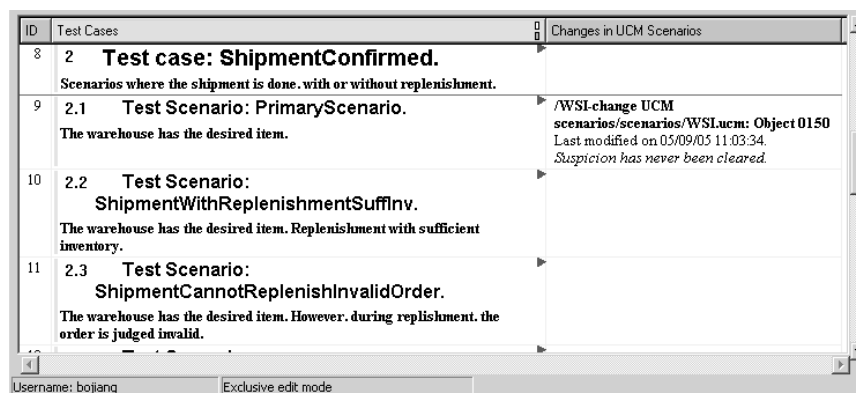 ID Test Cases Changes in UCM Scenarios
8 2 Test case: ShipmentConfirmed.
Scenarios where the shipment is done. with or without replenishment.
9 2.1 Test Scenario: PrimaryScenario.
The warehouse has the desired item.
/WSI-change UCM
scenarios/scenarios/WSI.ucm: Object 0150
Last modified on 05/09/05 11:03:34.
Suspicion has never been cleared.
10 2.2 Test Scenario:
ShipmentWithReplenishmentSuffInv.
The warehouse has the desired item. Replenishment with sufficient
inventory.
11 2.3 Test Scenario:
ShipmentCannotReplenishInvalidOrder.
The warehouse has the desired item. However. during replishment. the
order is judged invalid.
Username: bojiang Exclusive edit mode